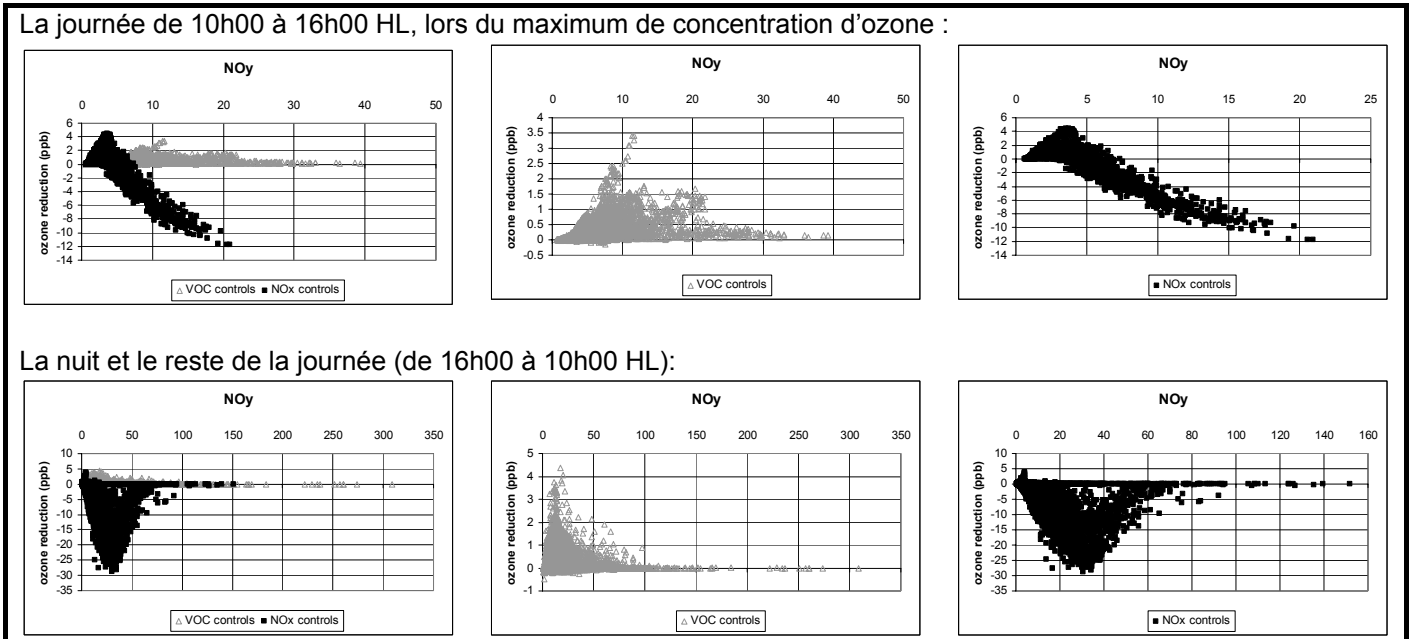 La journée de 10h00 à 16h00 HL, lors du maximum de concentration d'ozone :
NOy
0 10 20 30 40 50
ozone reduction (ppb)
6
4
2
0
-2
-4
-6
-8
-10
-12
-14
VOC controls NOx controls
NOy
0 10 20 30 40 50
ozone reduction (ppb)
4
3.5
3
2.5
2
1.5
1
0.5
0
-0.5
VOC controls
NOy
0 5 10 15 20 25
ozone reduction (ppb)
6
4
2
0
-2
-4
-6
-8
-10
-12
-14
NOx controls
La nuit et le reste de la journée (de 16h00 à 10h00 HL):
NOy
0 50 100 150 200 250 300 350
ozone reduction (ppb)
10
5
0
-5
-10
-15
-20
-25
-30
-35
VOC controls NOx controls
NOy
0 50 100 150 200 250 300 350
ozone reduction (ppb)
5
4
3
2
1
0
-1
VOC controls
NOy
0 20 40 60 80 100 120 140 160
ozone reduction (ppb)
10
5
0
-5
-10
-15
-20
-25
-30
-35
NOx controls